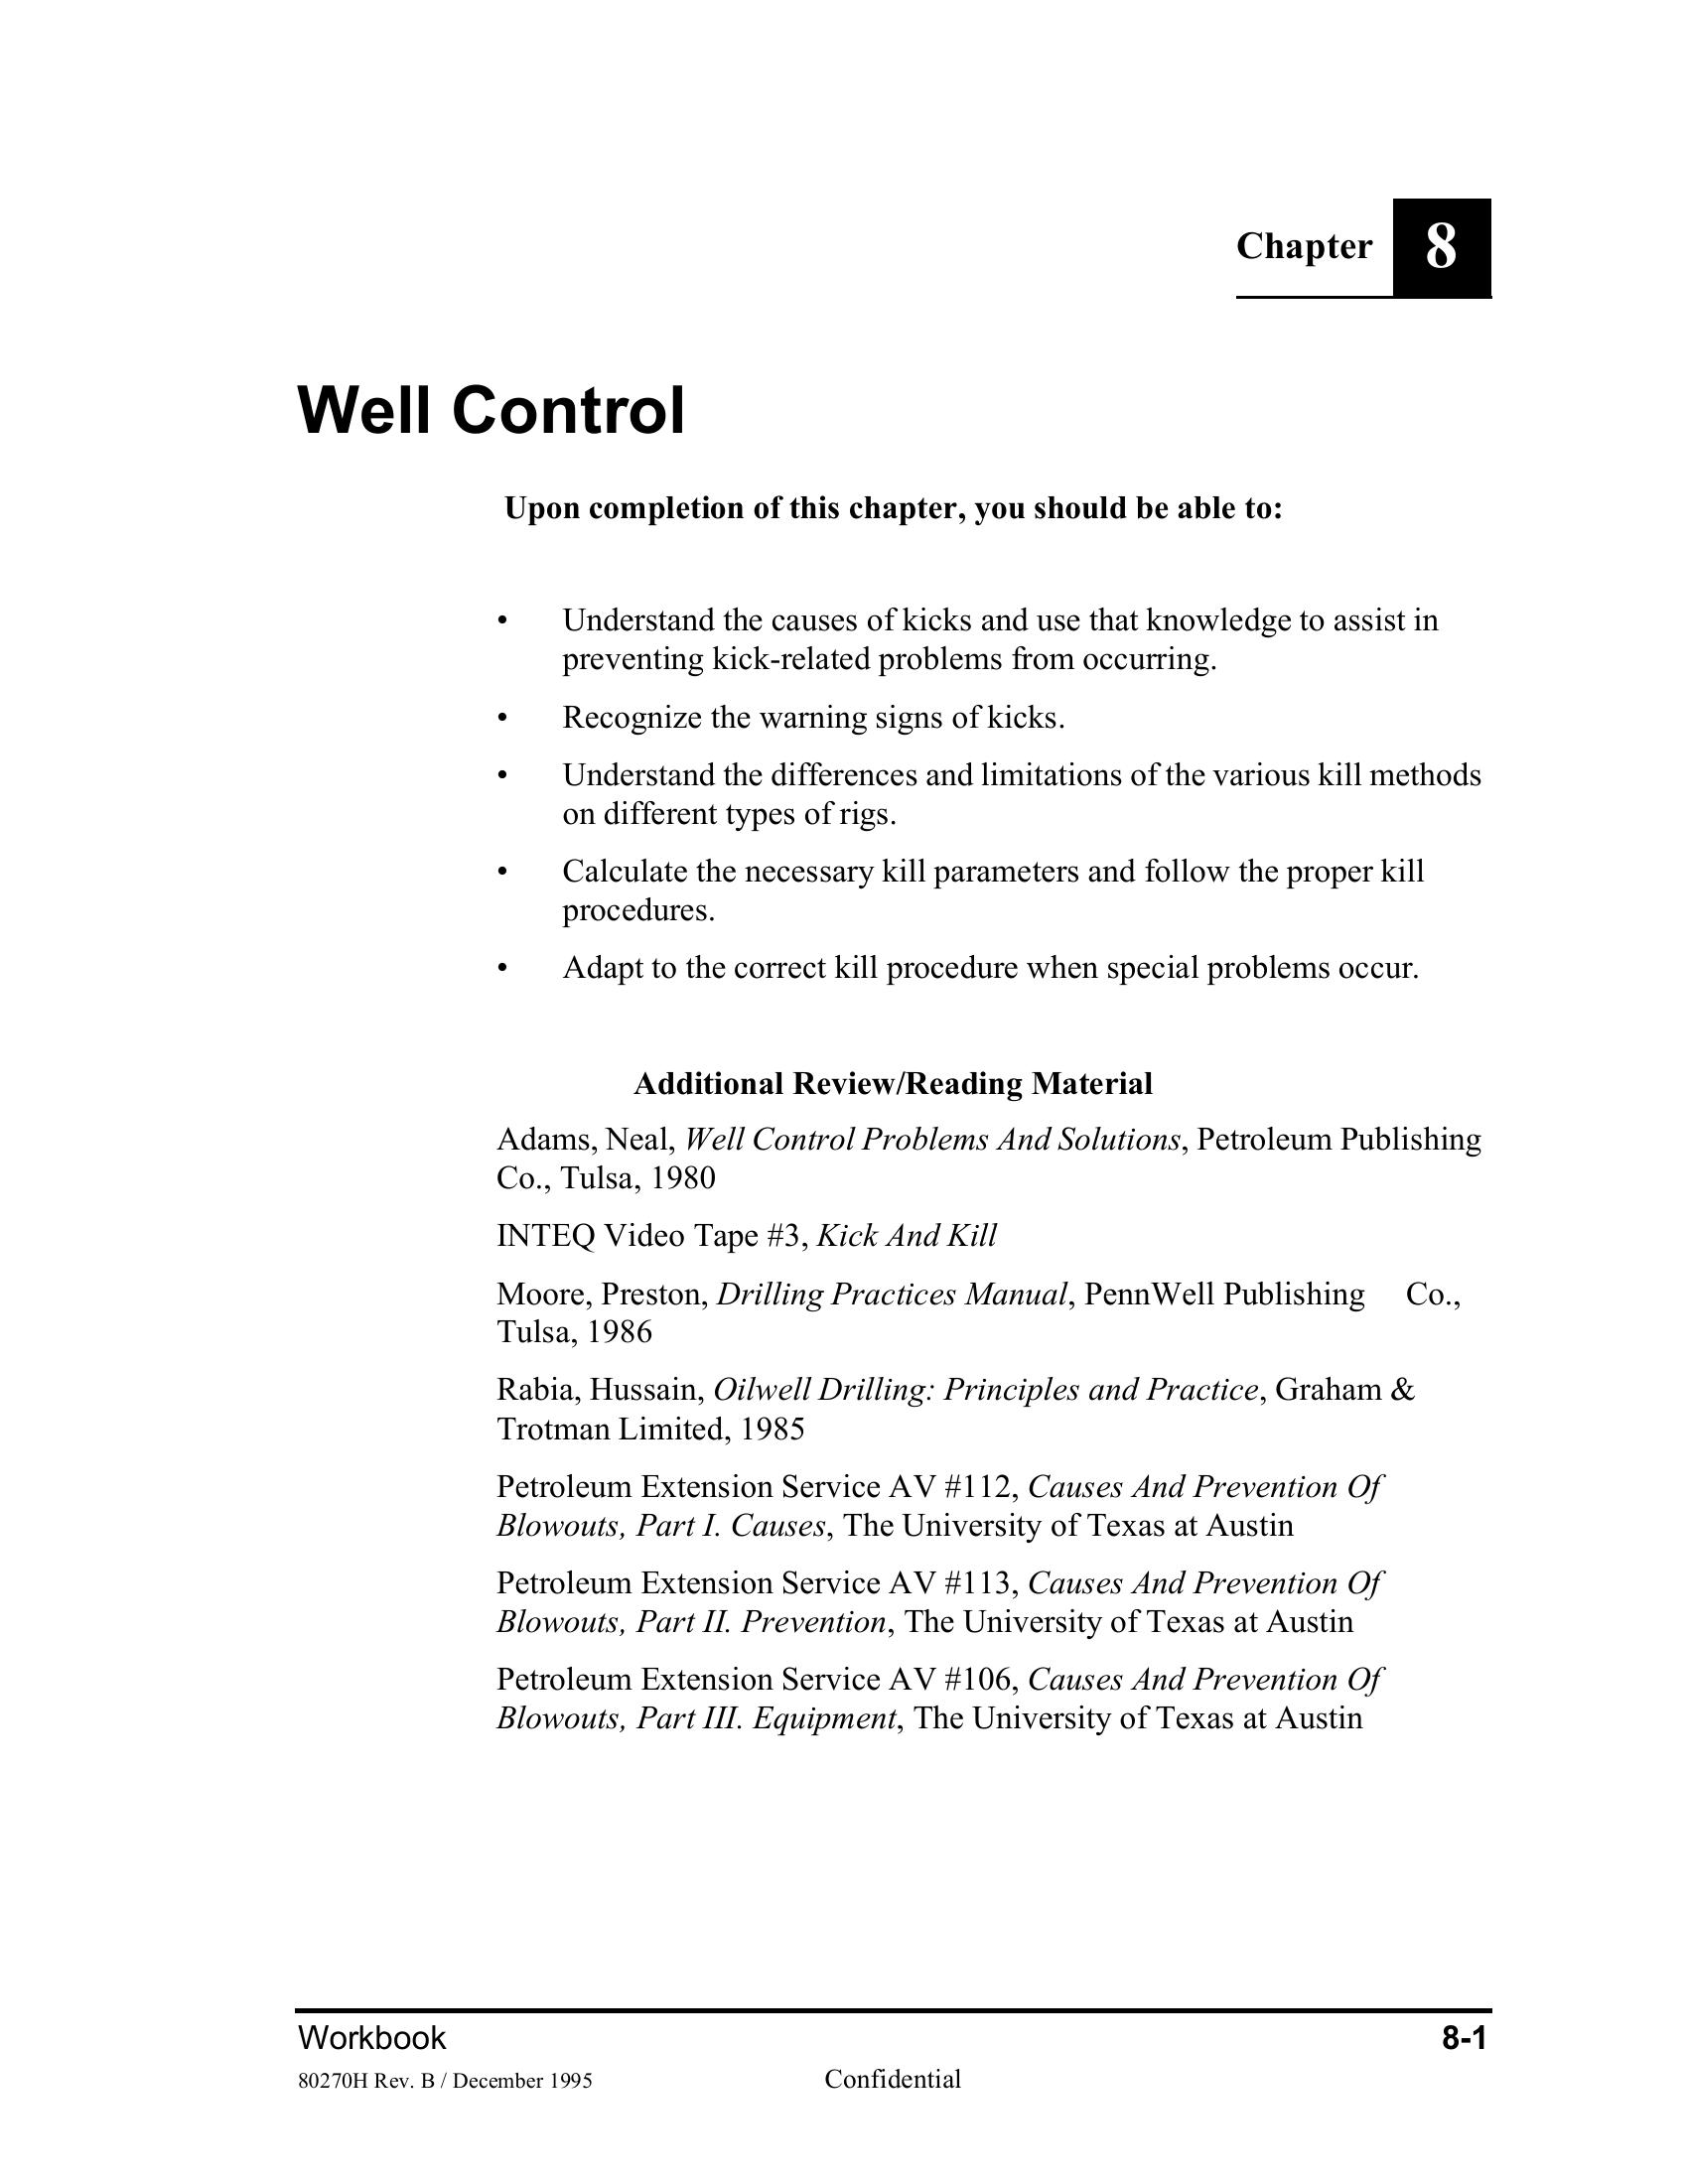 Chapter 8
Well Control
Upon completion of this chapter, you should be able to:
• Understand the causes of kicks and use that knowledge to assist in
preventing kick-related problems from occurring.
• Recognize the warning signs of kicks.
• Understand the differences and limitations of the various kill methods
on different types of rigs.
• Calculate the necessary kill parameters and follow the proper kill
procedures.
• Adapt to the correct kill procedure when special problems occur.
Additional Review/Reading Material
Adams, Neal, Well Control Problems And Solutions, Petroleum Publishing
Co., Tulsa, 1980
INTEQ Video Tape #3, Kick And Kill
Moore, Preston, Drilling Practices Manual, PennWell Publishing Co.,
Tulsa, 1986
Rabia, Hussain, Oilwell Drilling: Principles and Practice, Graham &
Trotman Limited, 1985
Petroleum Extension Service AV #112, Causes And Prevention Of
Blowouts, Part I. Causes, The University of Texas at Austin
Petroleum Extension Service AV #113, Causes And Prevention Of
Blowouts, Part II. Prevention, The University of Texas at Austin
Petroleum Extension Service AV #106, Causes And Prevention Of
Blowouts, Part III. Equipment, The University of Texas at Austin
Workbook 8-1
80270H Rev. B / December 1995 Confidential